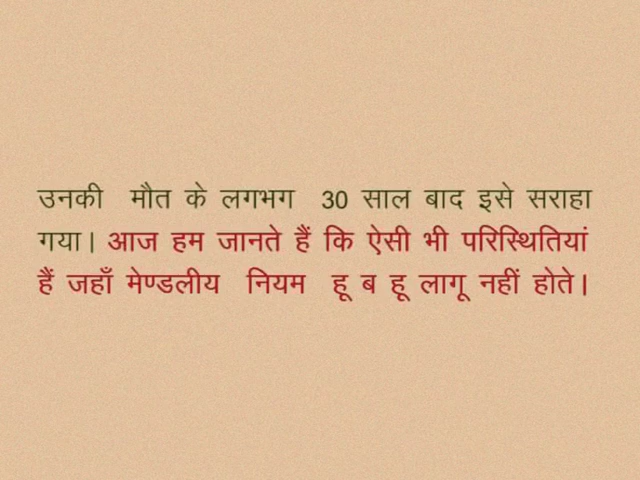 उनकी मौत के लगभग 30 साल बाद इसे सराहा
गया। आज हम जानते हैं कि ऐसी भी परिस्थितियां
हैं जहाँ मेण्डलीय नियम हू ब हू लागू नहीं होते।